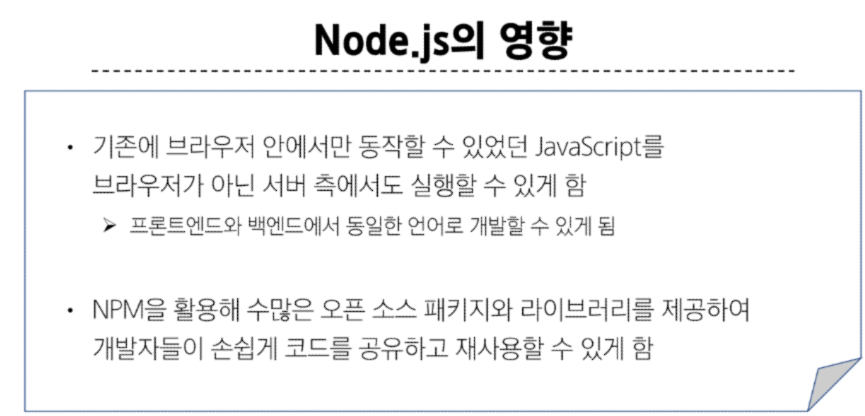 Node.js의 영향
• 기존에 브라우저 안에서만 동작할 수 있었던 JavaScript를
브라우저가 아닌 서버 측에서도 실행할 수 있게 함
➢ 프론트엔드와 백엔드에서 동일한 언어로 개발할 수 있게 됨
• NPM을 활용해 수많은 오픈 소스 패키지와 라이브러리를 제공하여
개발자들이 손쉽게 코드를 공유하고 재사용할 수 있게 함